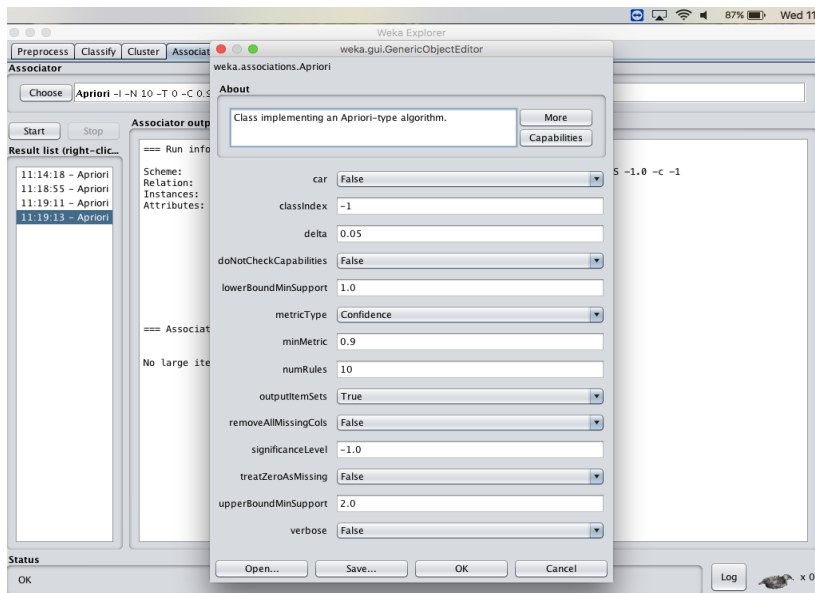 87% Wed 11
Weka Explorer
Preprocess Classify Cluster Associat
weka.gui.GenericObjectEditor
Associator
weka.associations.Apriori
Choose Apriori -I -N 10 -T 0 -C 0.9
About
Class implementing an Apriori-type algorithm.
More
Capabilities
Start Stop
Associator outp
Result list (right-clic...
11:14:18 - Apriori
11:18:55 - Apriori
11:19:11 - Apriori
11:19:13 - Apriori
=== Run info
Scheme: S -1.0 -c -1
Relation:
Instances:
Attributes:
=== Associat
No large ite
car False
classIndex -1
delta 0.05
doNotCheckCapabilities False
lowerBoundMinSupport 1.0
metricType Confidence
minMetric 0.9
numRules 10
outputItemSets True
removeAllMissingCols False
significanceLevel -1.0
treatZeroAsMissing False
upperBoundMinSupport 2.0
verbose False
Open... Save... OK Cancel
Status
OK
Log x 0